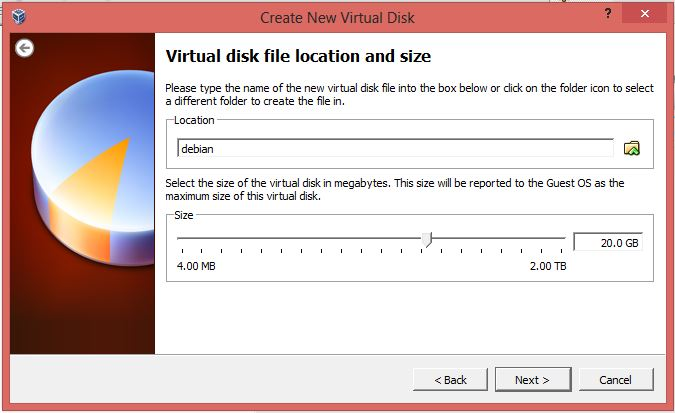 Create New Virtual Disk
?
Virtual disk file location and size
Please type the name of the new virtual disk file into the box below or click on the folder icon to select
a different folder to create the file in.
Location
debian
Select the size of the virtual disk in megabytes. This size will be reported to the Guest OS as the
maximum size of this virtual disk.
Size
20.0 GB
4.00 MB 2.00 TB
< Back Next > Cancel